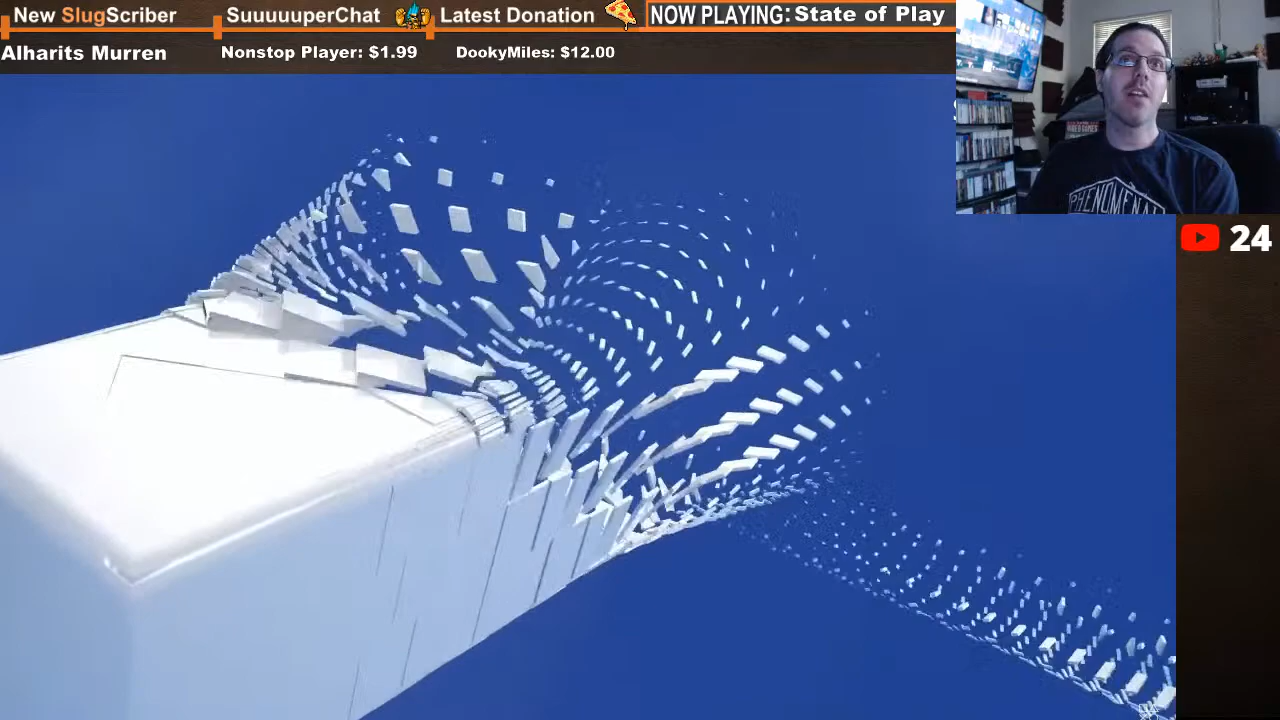 New SlugScriber
SuuuuuperChat
Latest Donation
NOW PLAYING: State of Play
Alharits Murren
Nonstop Player: $1.99
DookyMiles: $12.00
PHENOMENA
24